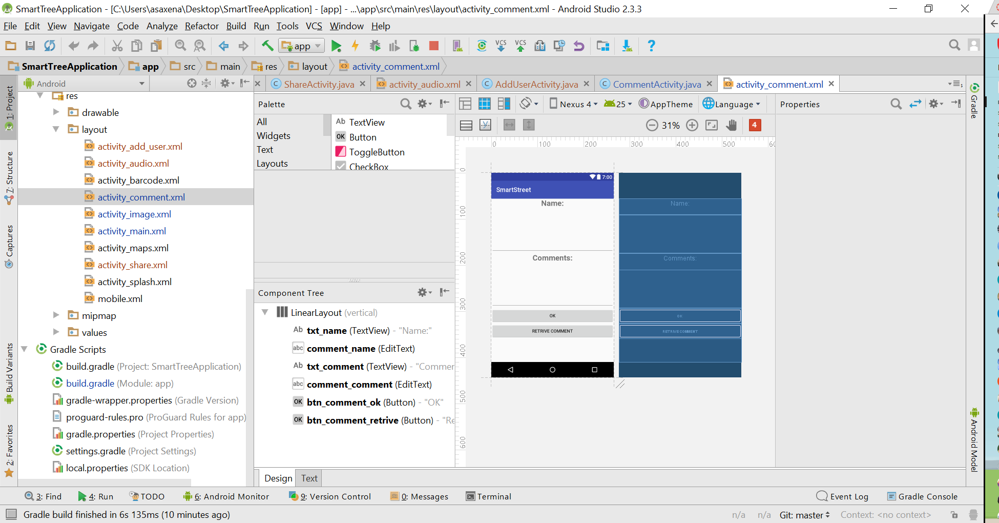 SmartTreeApplication - [C:\Users\asaxena\Desktop\SmartTreeApplication] - [app] - ...\app\src\main\res\layout\activity_comment.xml - Android Studio 2.3.3
File Edit View Navigate Code Analyze Refactor Build Run Tools VCS Window Help
app VCS VCS ?
SmartTreeApplication app src main res layout activity_comment.xml
Android
ShareActivity.java activity_audio.xml AddUserActivity.java CommentActivity.java activity_comment.xml
1: Project
7: Structure
Captures
Build Variants
2: Favorites
res
drawable
layout
activity_add_user.xml
activity_audio.xml
activity_barcode.xml
activity_comment.xml
activity_image.xml
activity_main.xml
activity_maps.xml
activity_share.xml
activity_splash.xml
mobile.xml
mipmap
values
Gradle Scripts
build.gradle (Project: SmartTreeApplication)
build.gradle (Module: app)
gradle-wrapper.properties (Gradle Version)
proguard-rules.pro (ProGuard Rules for app)
gradle.properties (Project Properties)
settings.gradle (Project Settings)
local.properties (SDK Location)
Palette
All
Widgets
Text
Layouts
Ab TextView
OK Button
ToggleButton
CheckBox
Component Tree
LinearLayout (vertical)
Ab txt_name (TextView) - "Name:"
abc comment_name (EditText)
Ab txt_comment (TextView) - "Commer
abc comment_comment (EditText)
OK btn_comment_ok (Button) - "OK"
OK btn_comment_retrive (Button) - "Re
Nexus 4 25 AppTheme Language
31% 4
0 100 200 300 400 500 60
0
100
200
300
400
500
600
7:00
SmartStreet
Name:
Comments:
OK
RETRIVE COMMENT
Name:
Comments:
OK
RETRIVE COMMENT
Properties
Gradle
Android Model
Design Text
3: Find 4: Run TODO 6: Android Monitor 9: Version Control 0: Messages Terminal Event Log Gradle Console
Gradle build finished in 6s 135ms (10 minutes ago) n/a n/a Git: master Context: <no context>